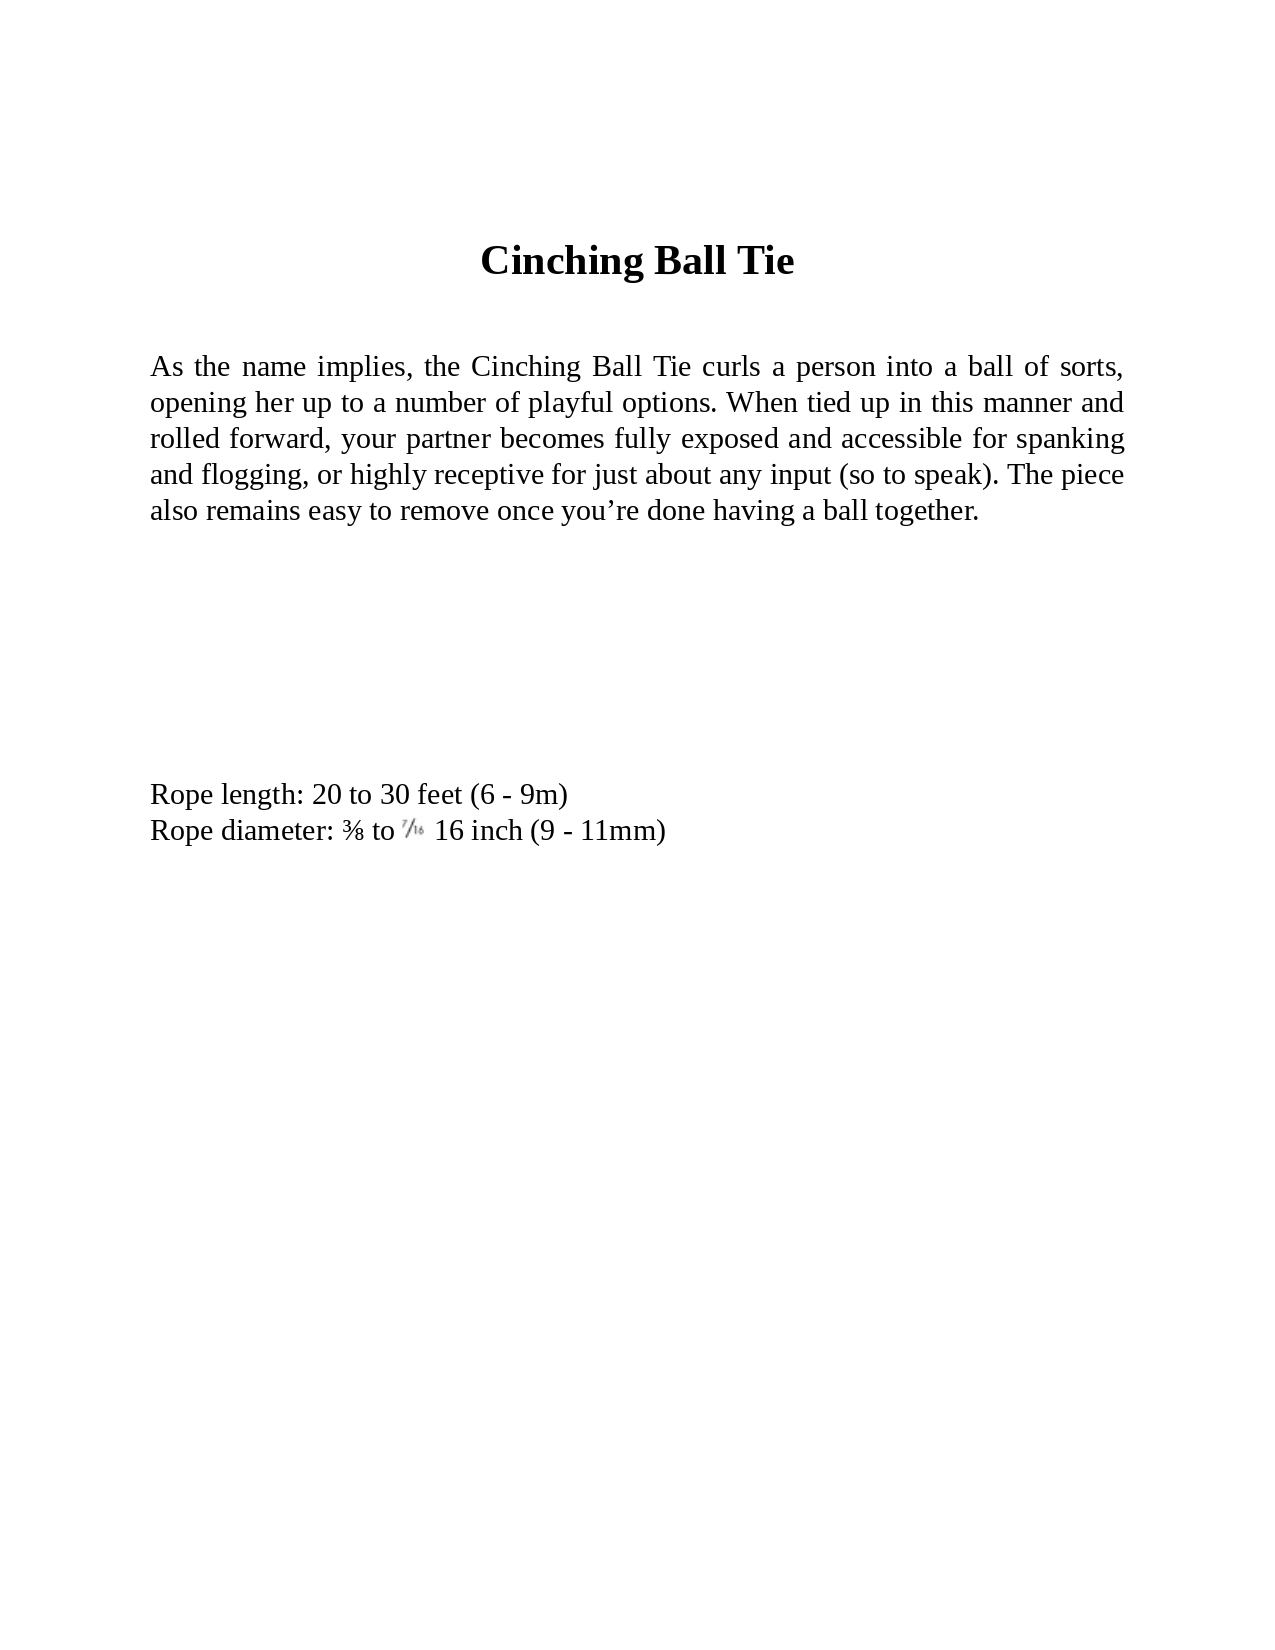 Cinching Ball Tie
As the name implies, the Cinching Ball Tie curls a person into a ball of sorts,
opening her up to a number of playful options. When tied up in this manner and
rolled forward, your partner becomes fully exposed and accessible for spanking
and flogging, or highly receptive for just about any input (so to speak). The piece
also remains easy to remove once you’re done having a ball together.
Rope length: 20 to 30 feet (6 - 9m)
Rope diameter: ⅜ to 7/16 16 inch (9 - 11mm)